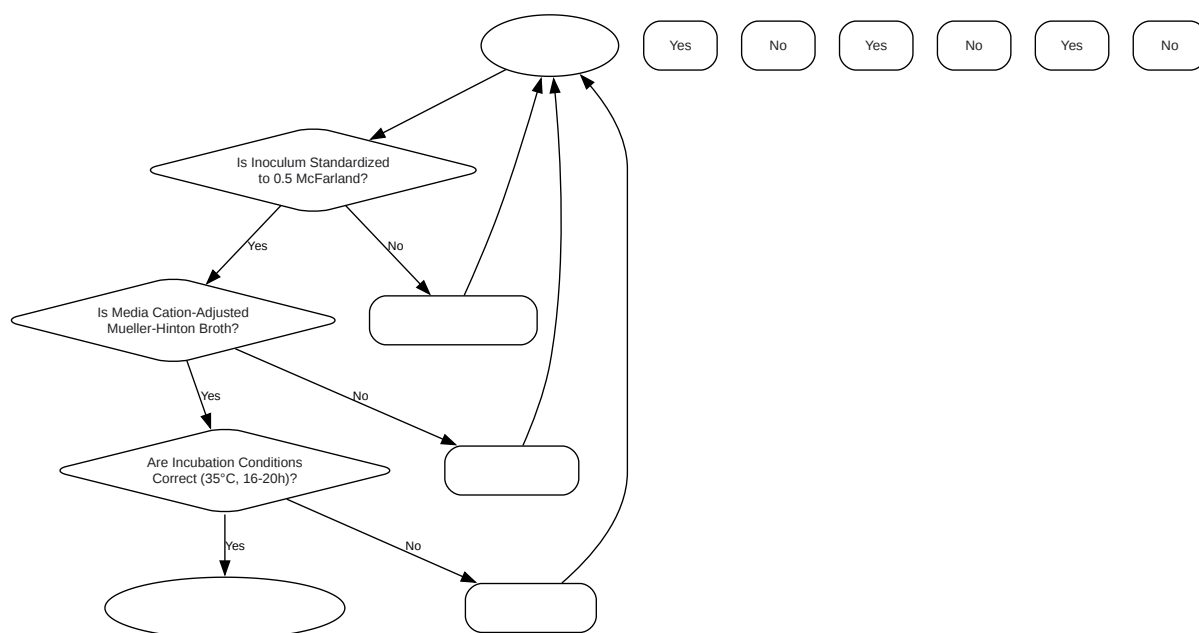 Yes
No
Yes
No
Yes
No
Is Inoculum Standardized
to 0.5 McFarland?
Yes
No
Is Media Cation-Adjusted
Mueller-Hinton Broth?
Yes
No
Are Incubation Conditions
Correct (35°C, 16-20h)?
Yes
No